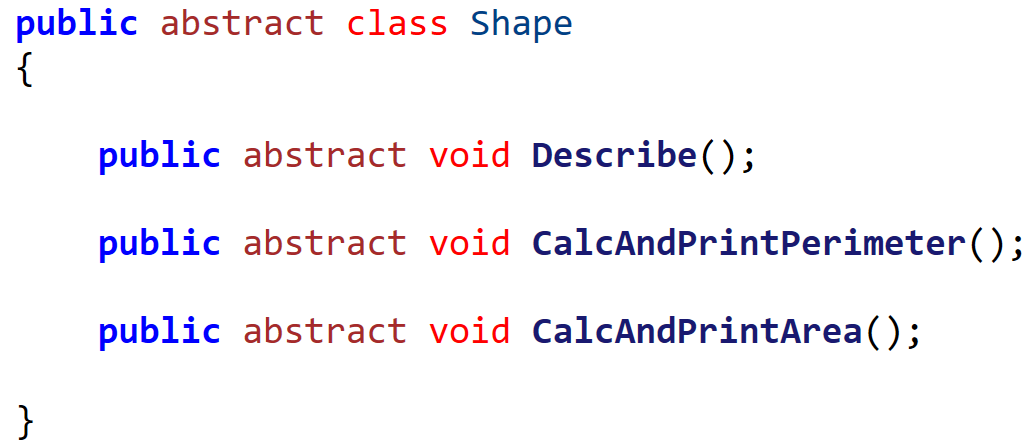 public abstract class Shape
{
public abstract void Describe();
public abstract void CalcAndPrintPerimeter();
public abstract void CalcAndPrintArea();
}